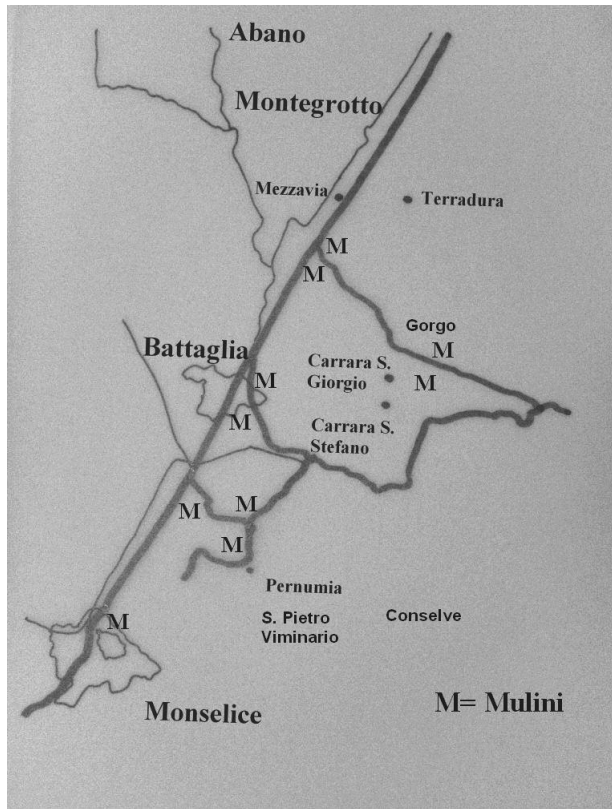 Abano
Montegrotto
Mezzavia
Terradura
M
M
Gorgo
M
Battaglia
Carrara S.
Giorgio
M
M
M
Carrara S.
Stefano
M
M
M
Pernumia
S. Pietro
Viminario
Conselve
M
Monselice
M= Mulini